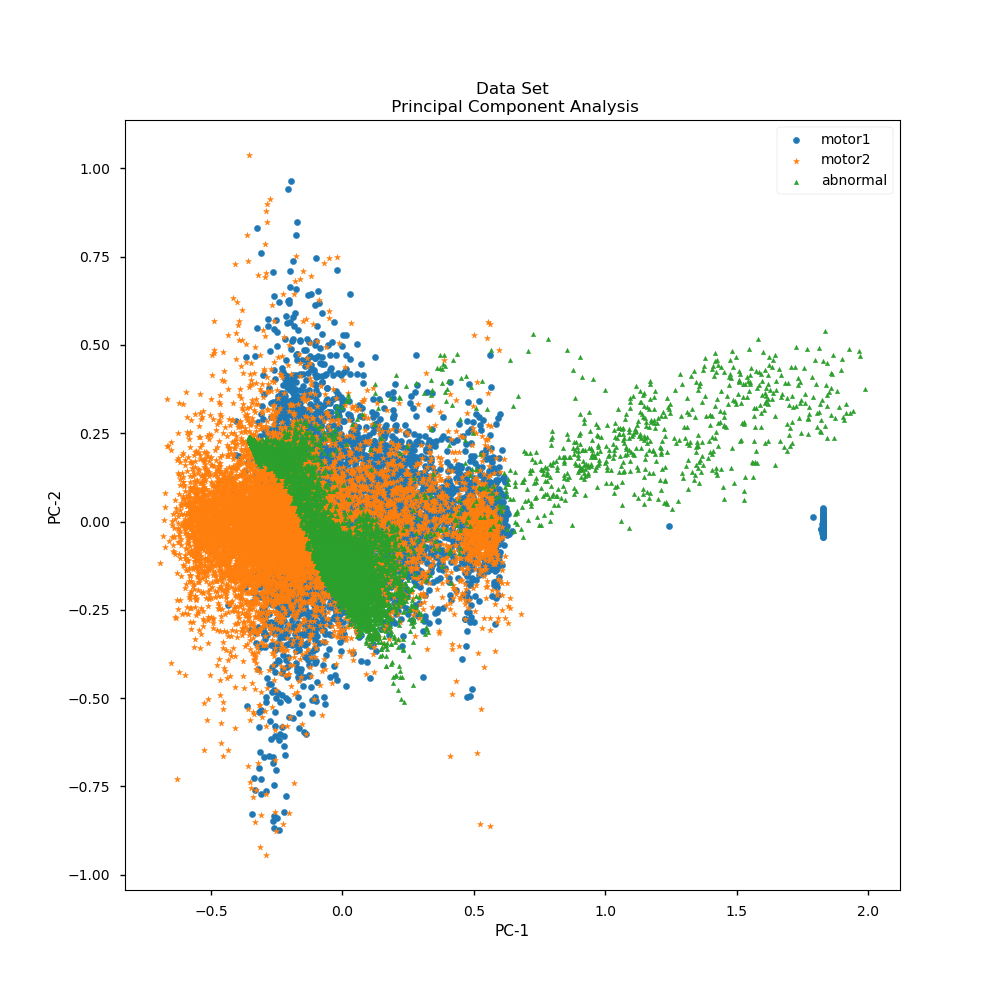 Data Set
Principal Component Analysis
motor1
motor2
abnormal
1.00
0.75
0.50
0.25
0.00
−0.25
−0.50
−0.75
−1.00
PC-2
−0.5
0.0
0.5
1.0
1.5
2.0
PC-1